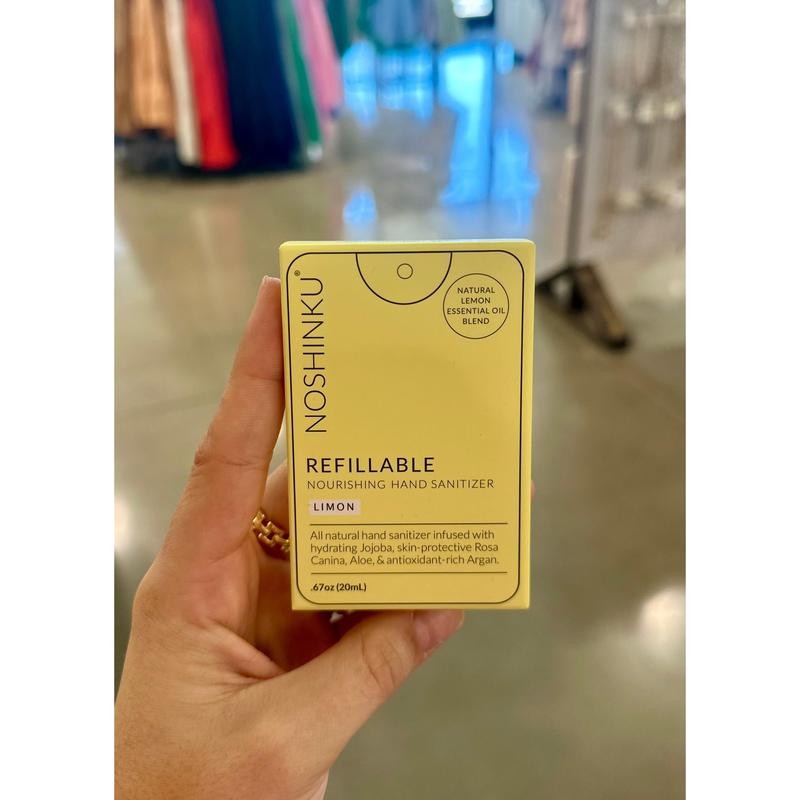 NOSHINKU®
NATURAL
LEMON
ESSENTIAL OIL
BLEND
REFILLABLE
NOURISHING HAND SANITIZER
LIMON
All natural hand sanitizer infused with
hydrating Jojoba, skin-protective Rosa
Canina, Aloe, & antioxidant-rich Argan.
.67oz (20mL)